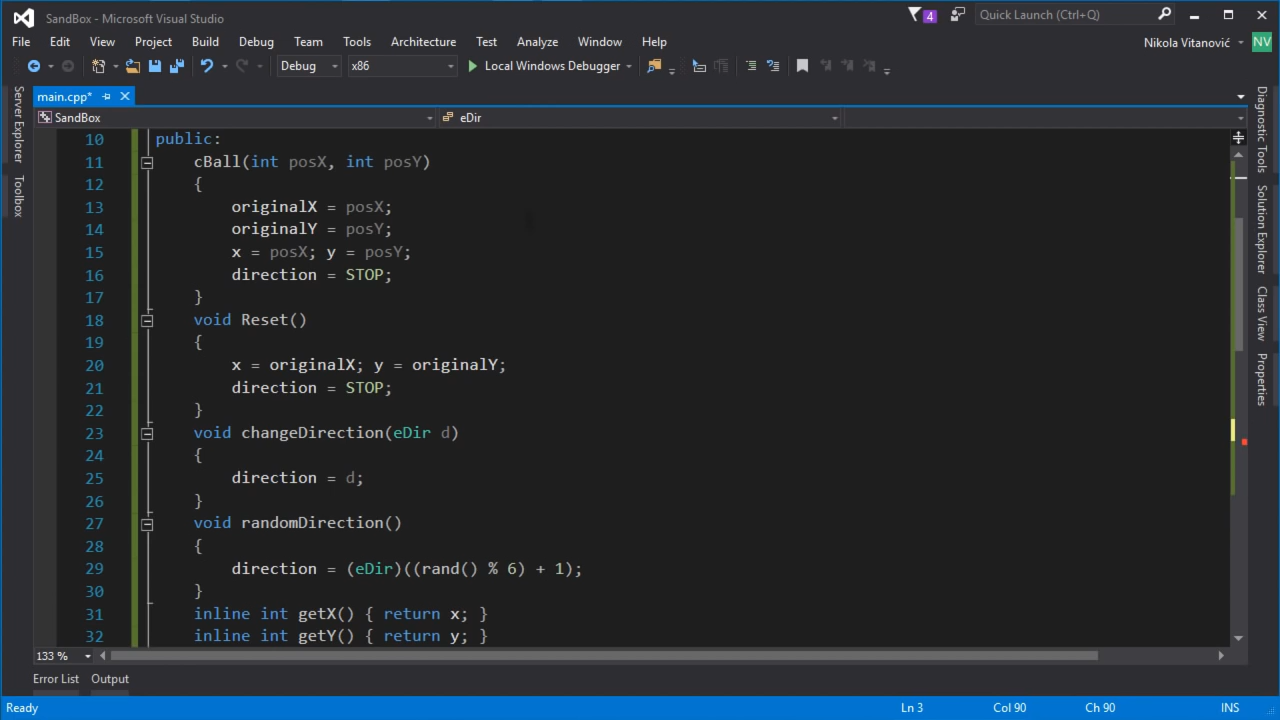 SandBox - Microsoft Visual Studio
4
Quick Launch (Ctrl+Q)
File Edit View Project Build Debug Team Tools Architecture Test Analyze Window Help
Nikola Vitanović NV
Debug x86 Local Windows Debugger
main.cpp*
SandBox eDir
Server Explorer
Toolbox
10 public:
11 cBall(int posX, int posY)
12 {
13 originalX = posX;
14 originalY = posY;
15 x = posX; y = posY;
16 direction = STOP;
17 }
18 void Reset()
19 {
20 x = originalX; y = originalY;
21 direction = STOP;
22 }
23 void changeDirection(eDir d)
24 {
25 direction = d;
26 }
27 void randomDirection()
28 {
29 direction = (eDir)((rand() % 6) + 1);
30 }
31 inline int getX() { return x; }
32 inline int getY() { return y; }
Diagnostic Tools
Solution Explorer
Class View
Properties
133 %
Error List Output
Ready Ln 3 Col 90 Ch 90 INS